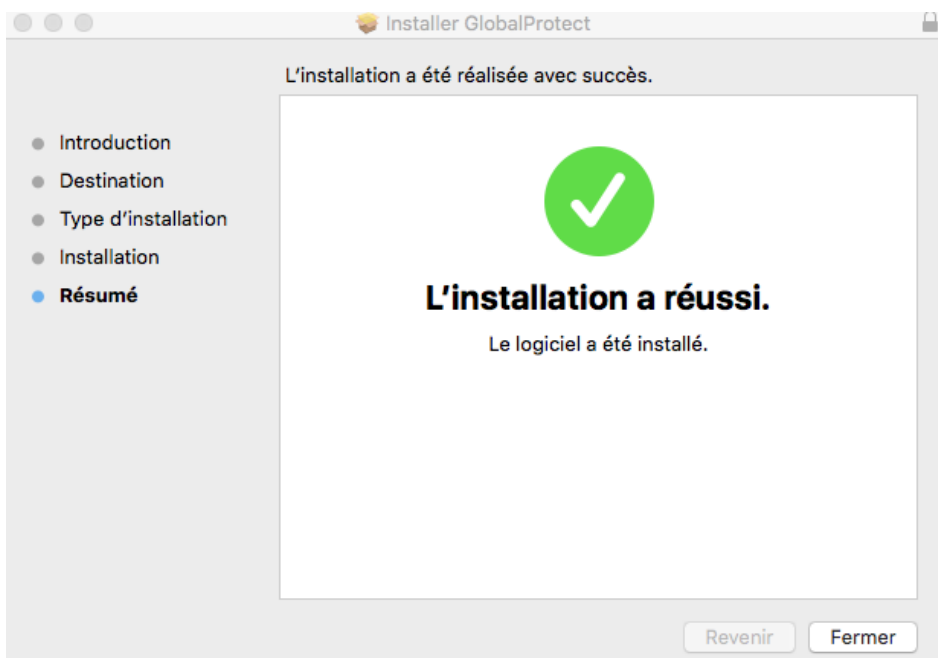 Installer GlobalProtect
L’installation a été réalisée avec succès.
Introduction
Destination
Type d’installation
Installation
Résumé
L’installation a réussi.
Le logiciel a été installé.
Revenir
Fermer